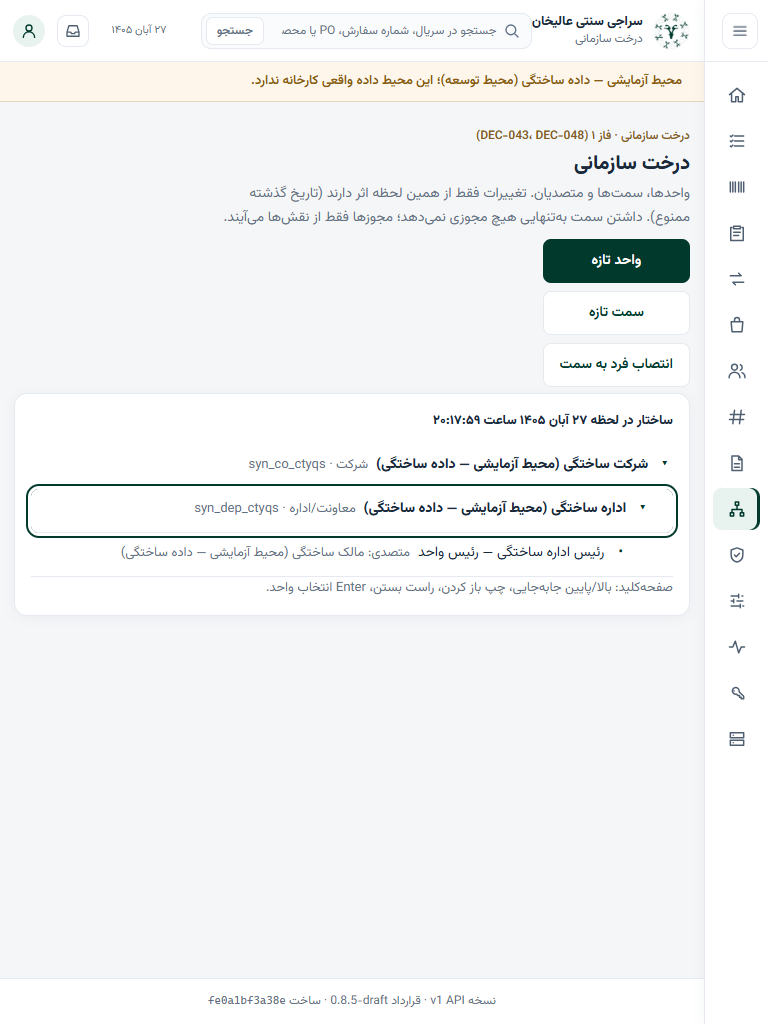 سراجی سنتی عالیخان
درخت سازمانی
جستجو در سریال، شماره سفارش، PO یا محصـ
جستجو
۲۷ آبان ۱۴۰۵
محیط آزمایشی — داده ساختگی (محیط توسعه)؛ این محیط داده واقعی کارخانه ندارد.
درخت سازمانی · فاز ۱ (DEC-043، DEC-048)
درخت سازمانی
واحدها، سمت‌ها و متصدیان. تغییرات فقط از همین لحظه اثر دارند (تاریخ گذشته
ممنوع). داشتن سمت به‌تنهایی هیچ مجوزی نمی‌دهد؛ مجوزها فقط از نقش‌ها می‌آیند.
واحد تازه
سمت تازه
انتصاب فرد به سمت
ساختار در لحظه ۲۷ آبان ۱۴۰۵ ساعت ۲۰:۱۷:۵۹
شرکت ساختگی (محیط آزمایشی — داده ساختگی) شرکت · syn_co_ctyqs
اداره ساختگی (محیط آزمایشی — داده ساختگی) معاونت/اداره · syn_dep_ctyqs
رئیس اداره ساختگی — رئیس واحد متصدی: مالک ساختگی (محیط آزمایشی — داده ساختگی)
صفحه‌کلید: بالا/پایین جابه‌جایی، چپ باز کردن، راست بستن، Enter انتخاب واحد.
نسخه API v1 · قرارداد 0.8.5-draft · ساخت fe0a1bf3a38e